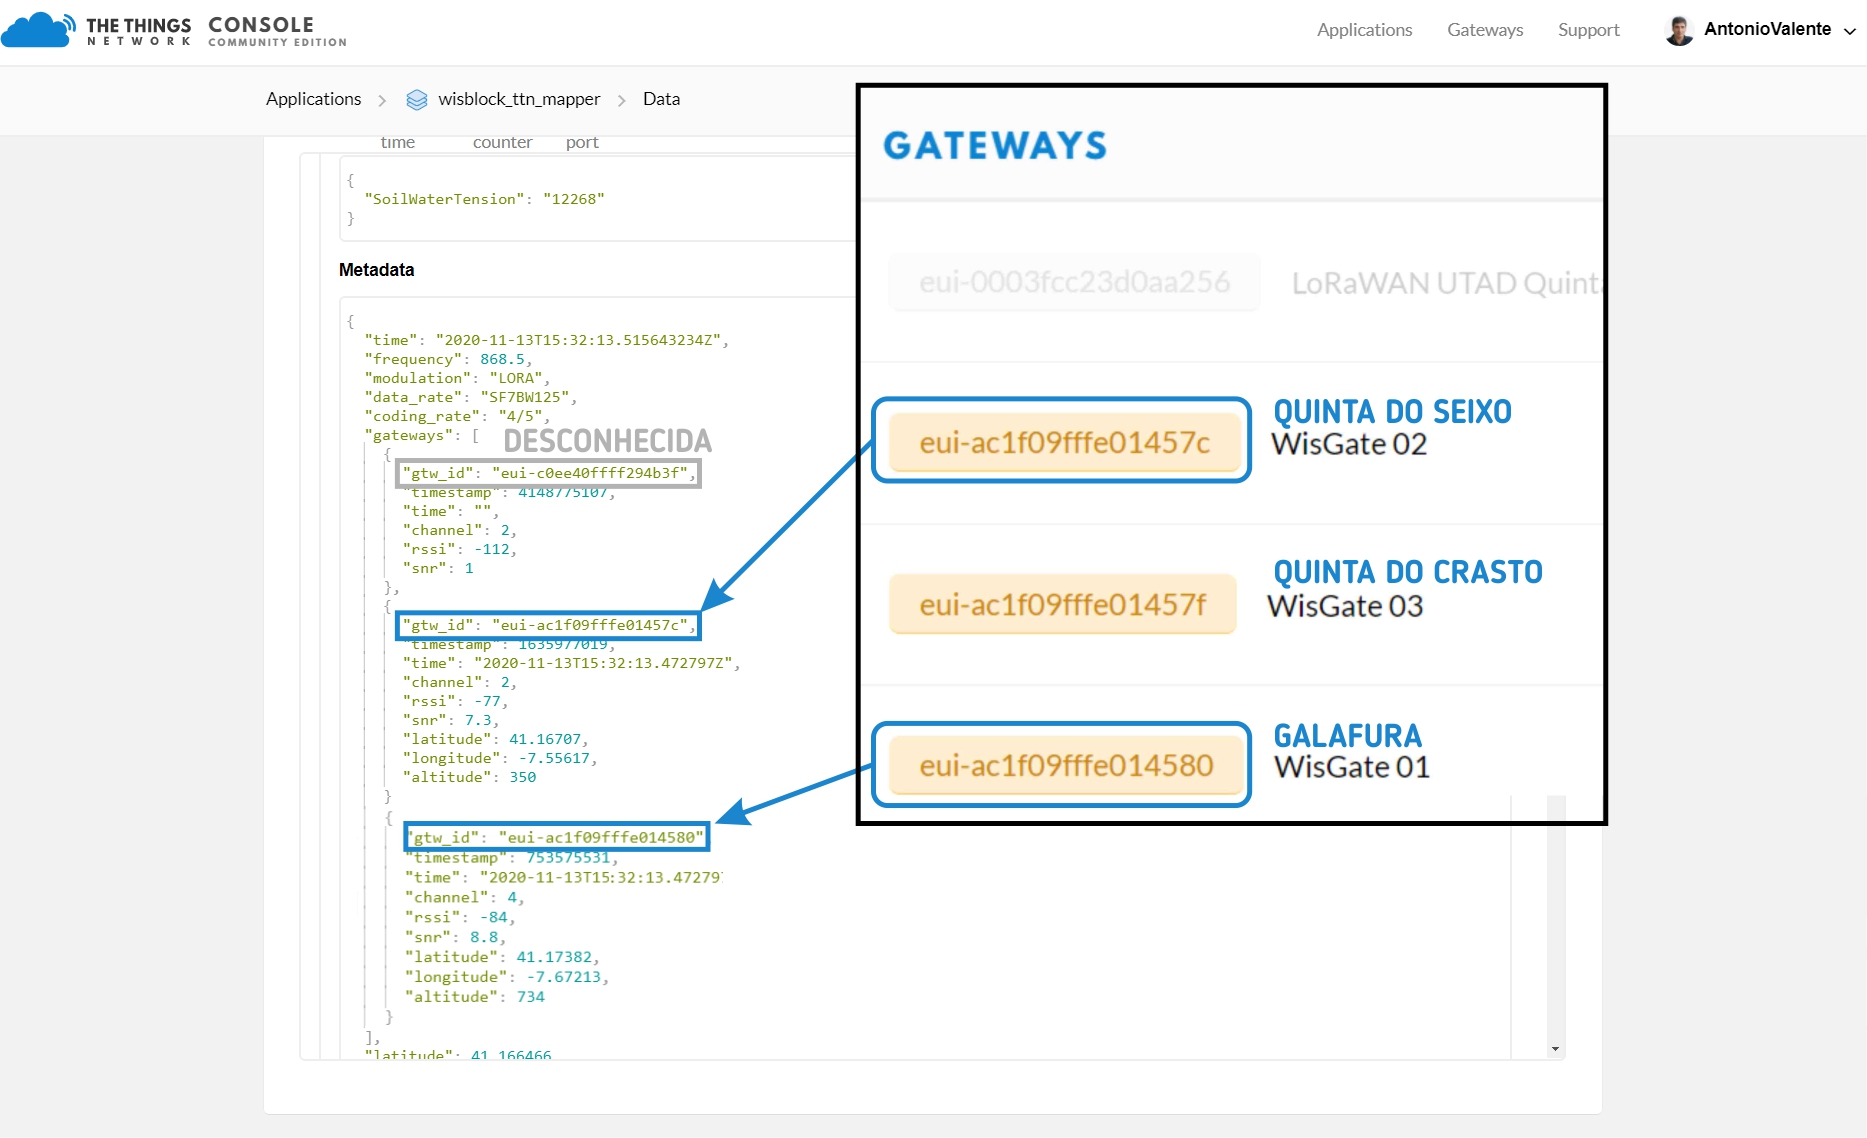 THE THINGS
NETWORK
CONSOLE
COMMUNITY EDITION
Applications
Gateways
Support
AntonioValente
Applications
wisblock_ttn_mapper
Data
time
counter
port
{
"SoilWaterTension": "12268"
}
Metadata
{
"time": "2020-11-13T15:32:13.515643234Z",
"frequency": 868.5,
"modulation": "LORA",
"data_rate": "SF7BW125",
"coding_rate": "4/5",
"gateways": [
DESCONHECIDA
{
"gtw_id": "eui-c0ee40ffff294b3f",
"timestamp": 4148775107,
"time": "",
"channel": 2,
"rssi": -112,
"snr": 1
},
{
"gtw_id": "eui-ac1f09fffe01457c",
"timestamp": 1635977019,
"time": "2020-11-13T15:32:13.472797Z",
"channel": 2,
"rssi": -77,
"snr": 7.3,
"latitude": 41.16707,
"longitude": -7.55617,
"altitude": 350
}
{
"gtw_id": "eui-ac1f09fffe014580"
"timestamp": 753575531,
"time": "2020-11-13T15:32:13.472797
"channel": 4,
"rssi": -84,
"snr": 8.8,
"latitude": 41.17382,
"longitude": -7.67213,
"altitude": 734
}
],
"latitude": 41.166466
GATEWAYS
eui-0003fcc23d0aa256
LoRaWAN UTAD Quinta
eui-ac1f09fffe01457c
QUINTA DO SEIXO
WisGate 02
eui-ac1f09fffe01457f
QUINTA DO CRASTO
WisGate 03
eui-ac1f09fffe014580
GALAFURA
WisGate 01